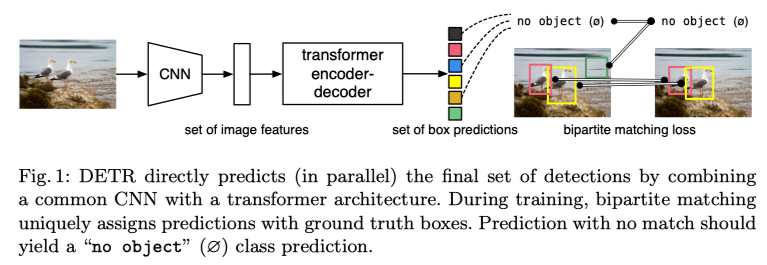 no object (ø) no object (ø)
CNN
transformer
encoder-
decoder
set of image features
set of box predictions
bipartite matching loss
Fig. 1: DETR directly predicts (in parallel) the final set of detections by combining
a common CNN with a transformer architecture. During training, bipartite matching
uniquely assigns predictions with ground truth boxes. Prediction with no match should
yield a “no object” (∅) class prediction.